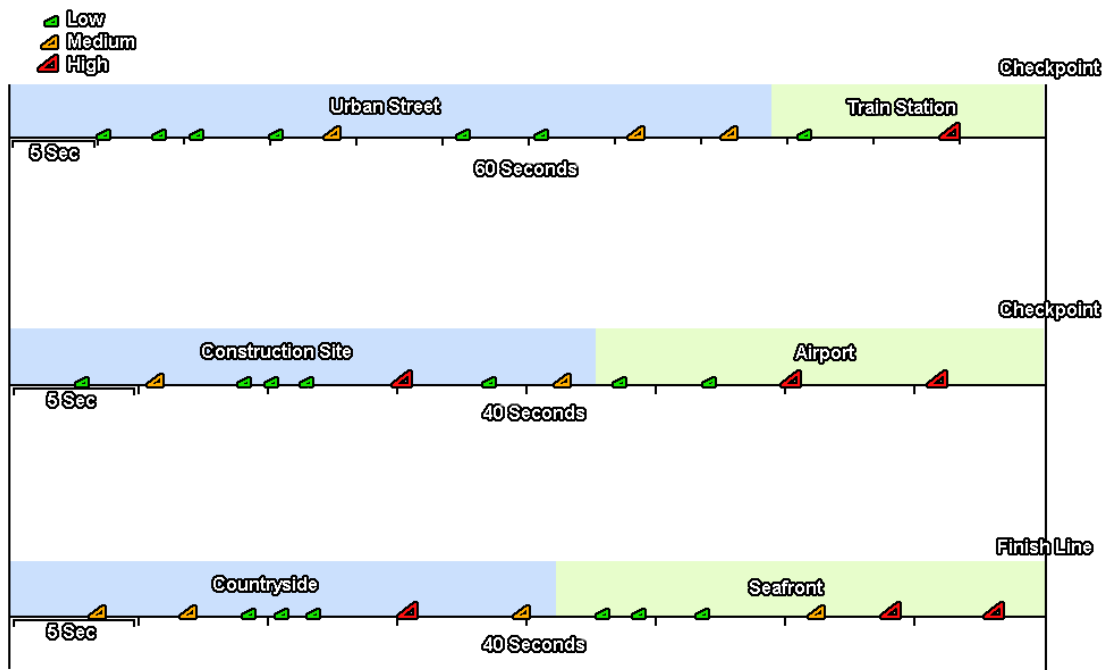 Low
Medium
High
Checkpoint
Urban Street
Train Station
5 Sec
60 Seconds
Checkpoint
Construction Site
Airport
5 Sec
40 Seconds
Finish Line
Countryside
Seafront
5 Sec
40 Seconds